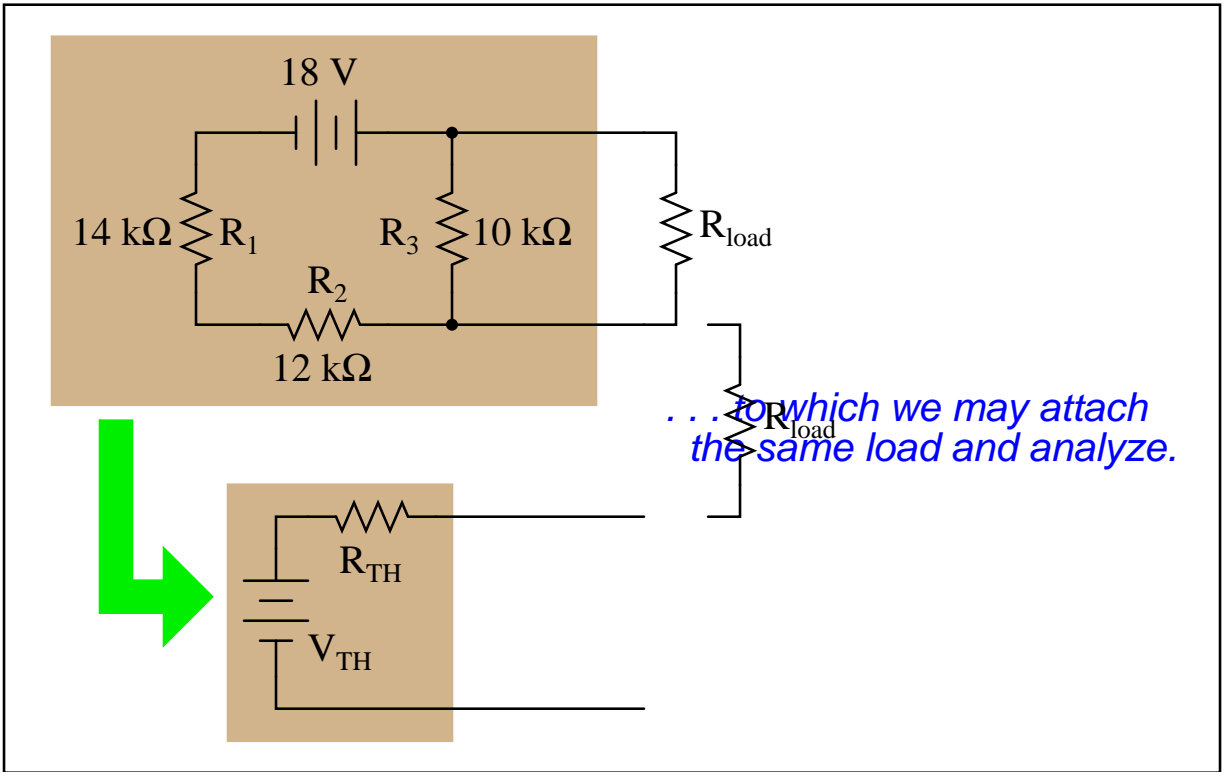 18 V
14 kΩ R1 R3 10 kΩ Rload
R2
12 kΩ
. . . to which we may attach
Rload
the same load and analyze.
RTH
VTH